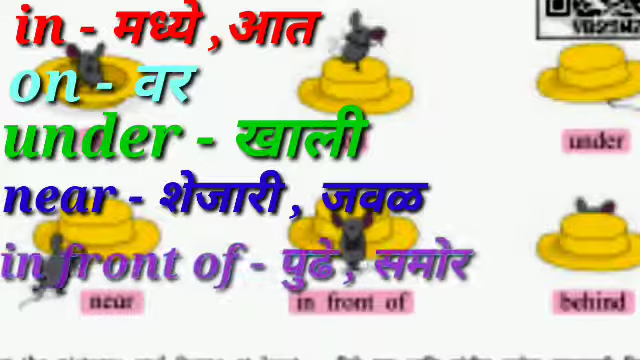 in - मध्ये ,आत
on - वर
under - खाली
under
near - शेजारी , जवळ
in front of - पुढे , समोर
near
in front of
behind